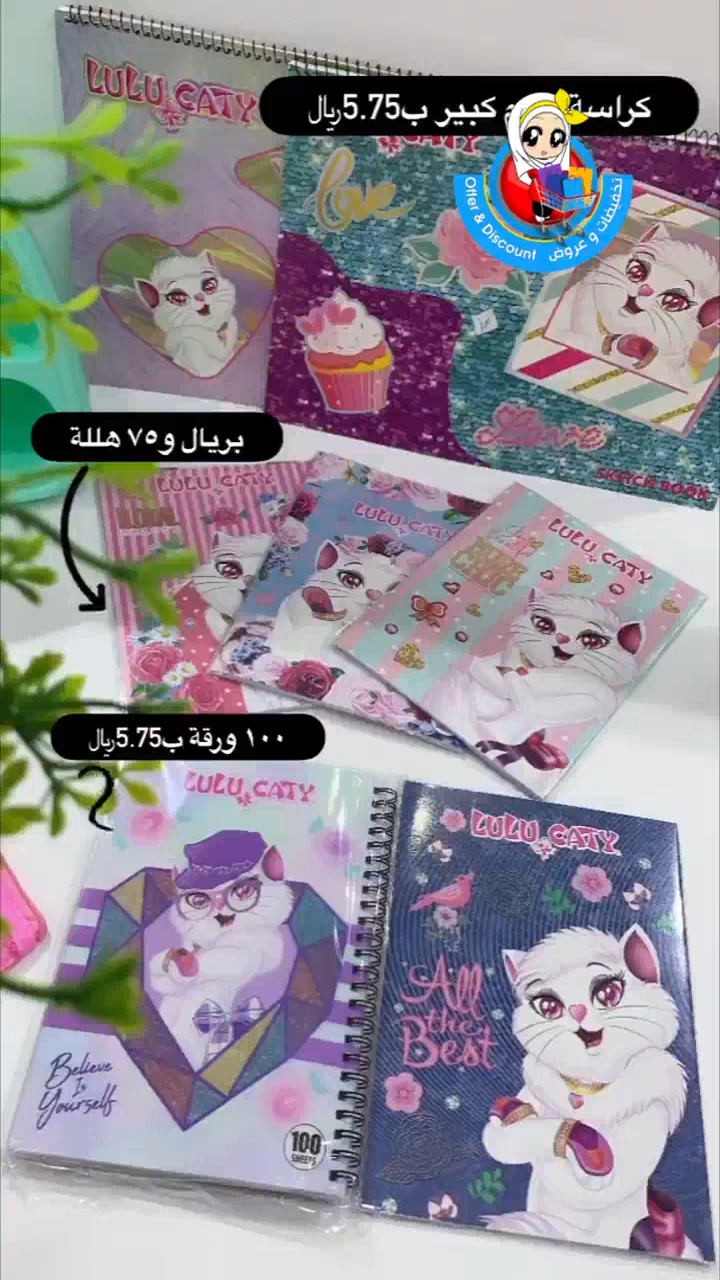 كراسة كبير ب5.75ريال
LULU CATY
CATY
love
تخفيضات و عروض
Offer & Discount
Love
SKETCH BOOK
بريال و٧٥ هللة
LULU CATY
LULU CATY
LULU CATY
١٠٠ ورقة ب5.75ريال
LULU CATY
LULU CATY
All
the
Best
Believe
In
Yourself
100
SHEETS